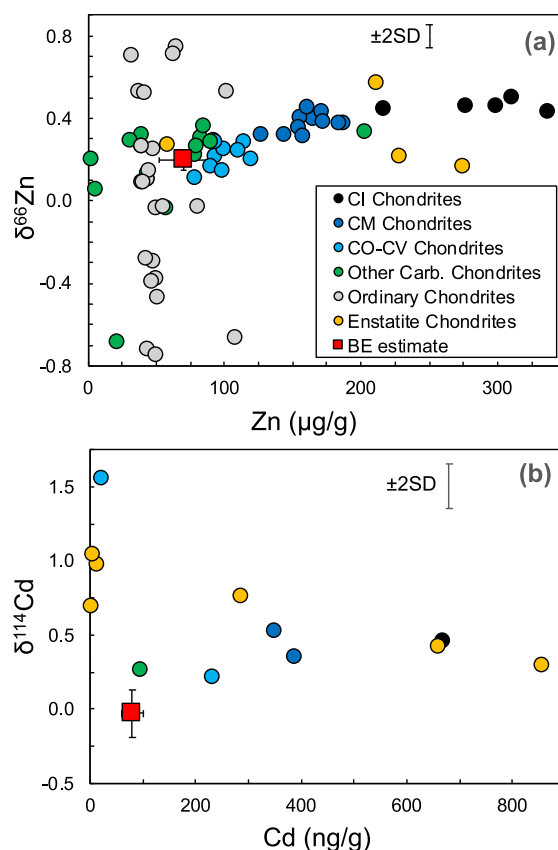 0.8
±2SD
(a)
0.4
δ⁶⁶Zn
0.0
CI Chondrites
CM Chondrites
CO-CV Chondrites
Other Carb. Chondrites
-0.4
Ordinary Chondrites
Enstatite Chondrites
BE estimate
-0.8
0 100 200 300
Zn (µg/g)
(b)
1.5
±2SD
1.0
δ¹¹⁴Cd
0.5
0.0
-0.5
0 200 400 600 800
Cd (ng/g)